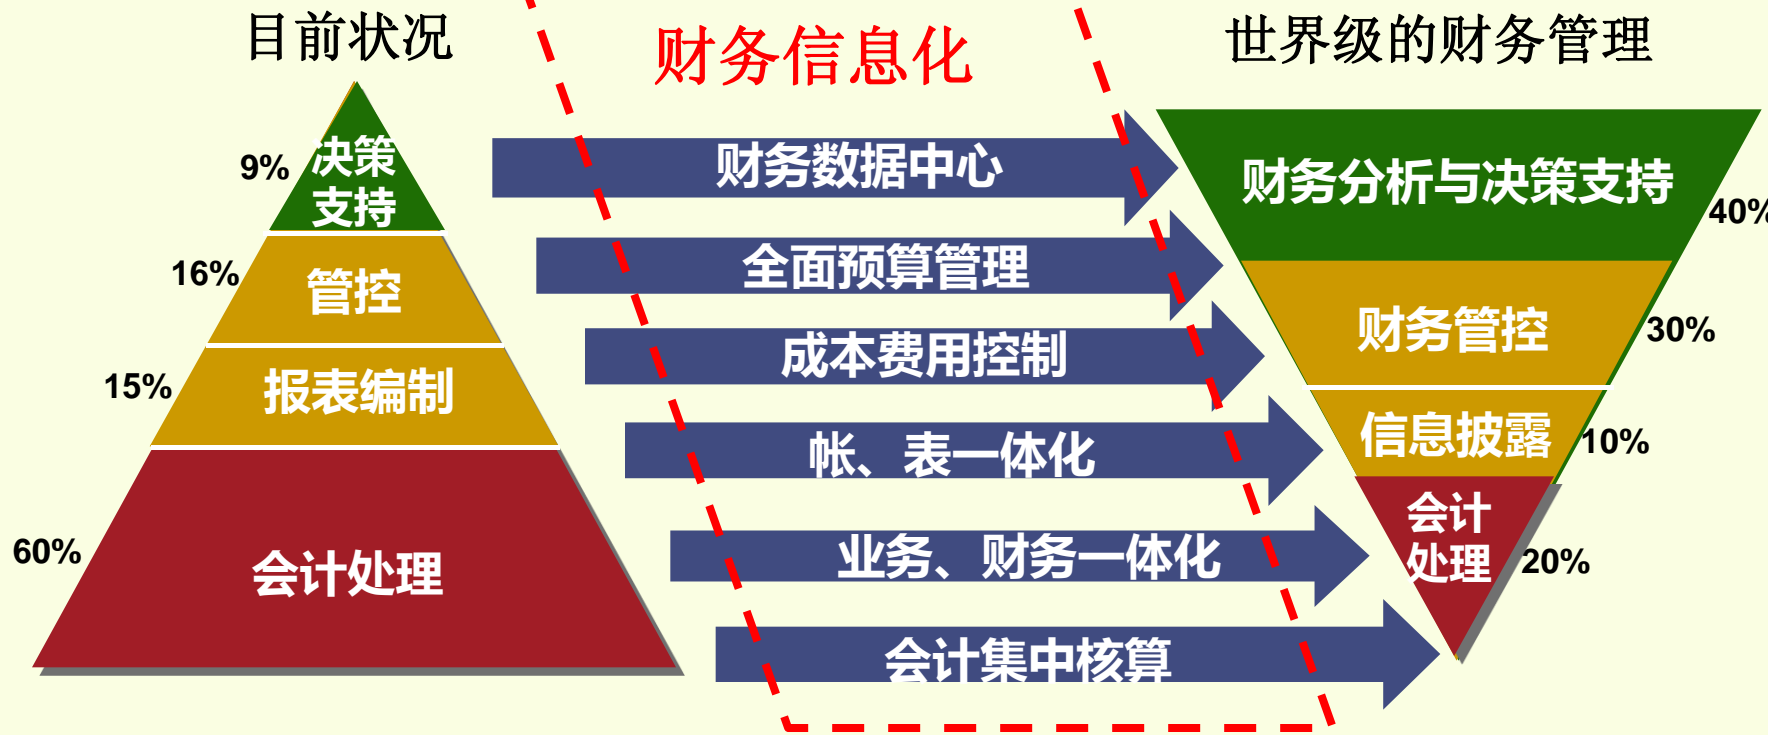 目前状况
财务信息化
世界级的财务管理
决策
支持
9%
管控
16%
报表编制
15%
会计处理
60%
财务数据中心
全面预算管理
成本费用控制
帐、表一体化
业务、财务一体化
会计集中核算
财务分析与决策支持
40%
财务管控
30%
信息披露
10%
会计
处理
20%